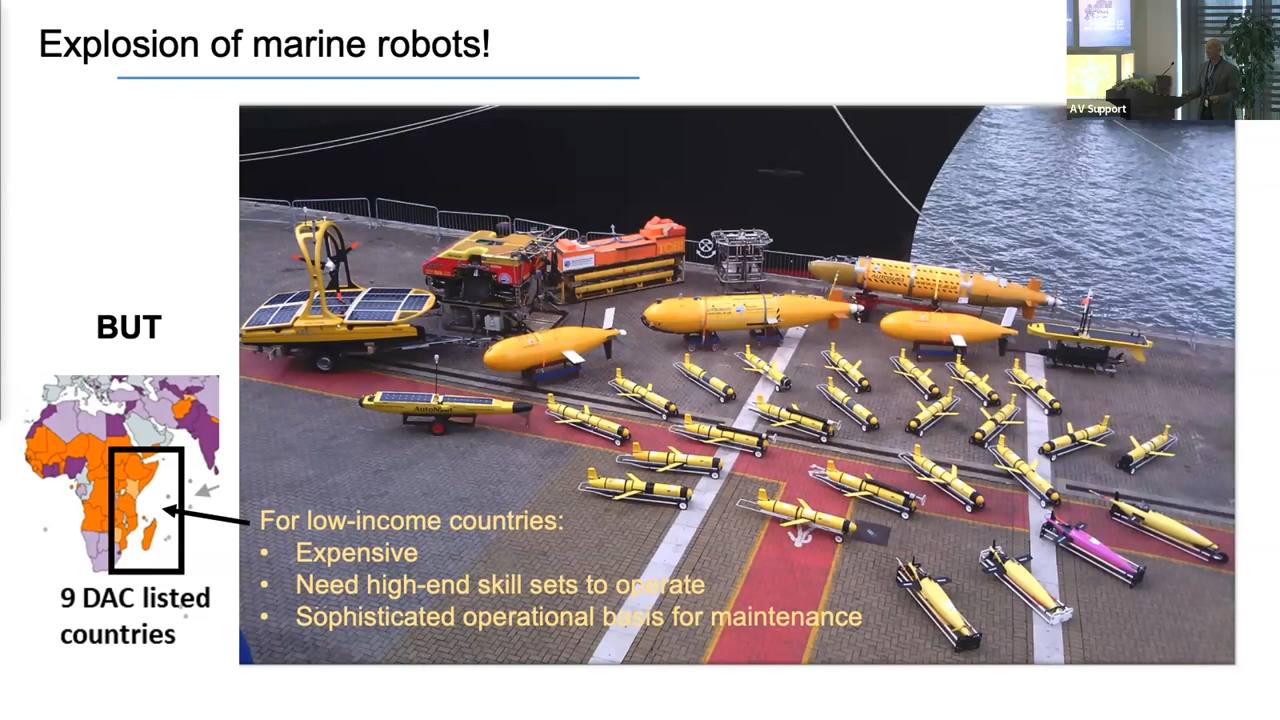 Explosion of marine robots!
AV Support
TOBI
BUT
AutoNaut
For low-income countries:
• Expensive
• Need high-end skill sets to operate
• Sophisticated operational basis for maintenance
9 DAC listed
countries